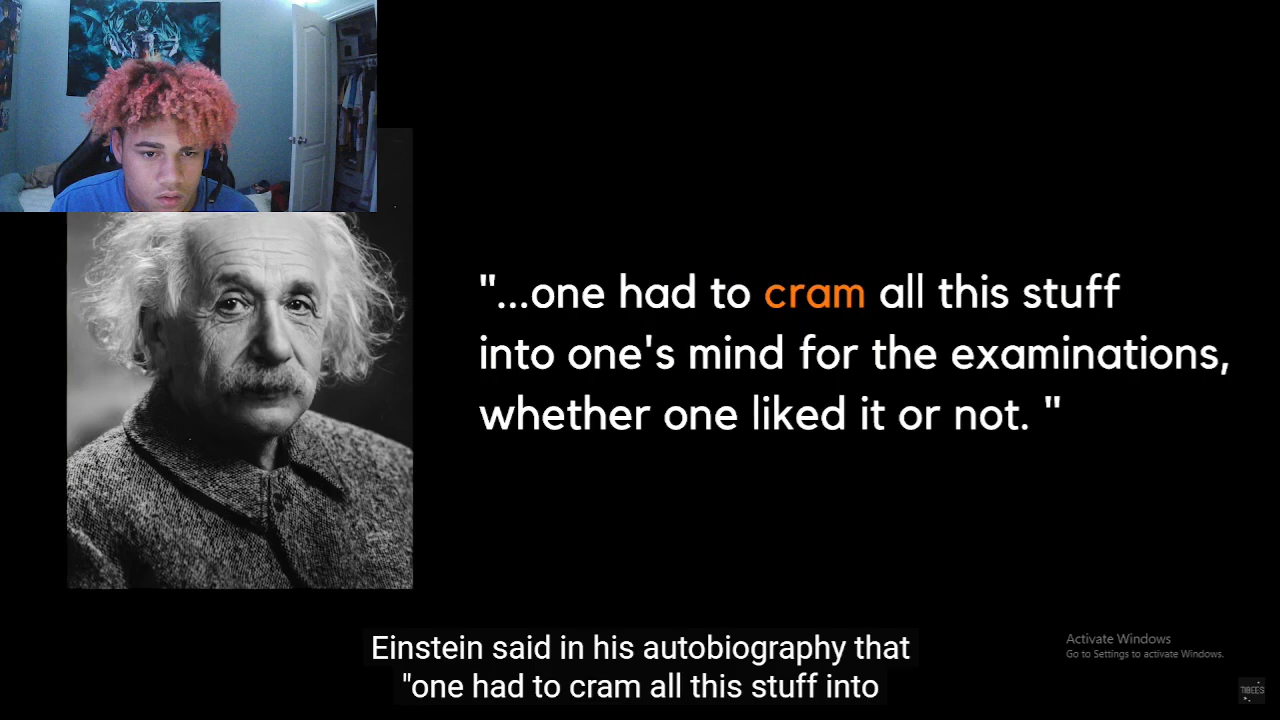 "...one had to cram all this stuff
into one's mind for the examinations,
whether one liked it or not. "
Einstein said in his autobiography that
"one had to cram all this stuff into
Activate Windows
Go to Settings to activate Windows.
TIBEES
>_